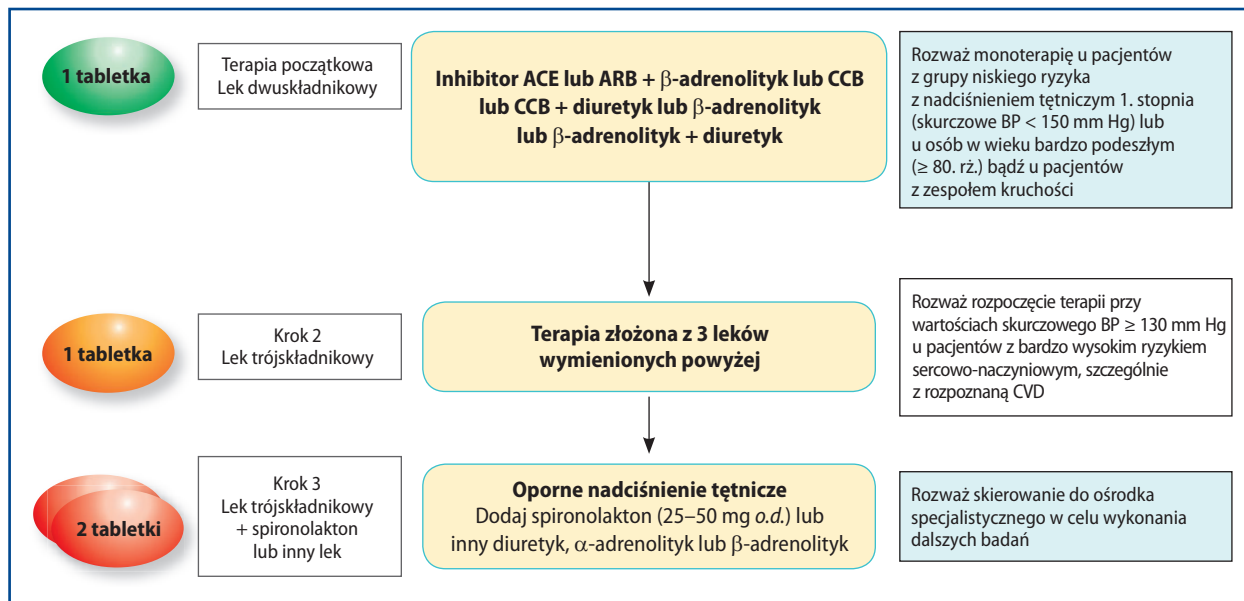 1 tabletka
Terapia początkowa
Lek dwuskładnikowy
Inhibitor ACE lub ARB + β-adrenolityk lub CCB
lub CCB + diuretyk lub β-adrenolityk
lub β-adrenolityk + diuretyk
Rozważ monoterapię u pacjentów
z grupy niskiego ryzyka
z nadciśnieniem tętniczym 1. stopnia
(skurczowe BP < 150 mm Hg) lub
u osób w wieku bardzo podeszłym
(≥ 80. rż.) bądź u pacjentów
z zespołem kruchości
1 tabletka
Krok 2
Lek trójskładnikowy
Terapia złożona z 3 leków
wymienionych powyżej
Rozważ rozpoczęcie terapii przy
wartościach skurczowego BP ≥ 130 mm Hg
u pacjentów z bardzo wysokim ryzykiem
sercowo-naczyniowym, szczególnie
z rozpoznaną CVD
2 tabletki
Krok 3
Lek trójskładnikowy
+ spironolakton
lub inny lek
Oporne nadciśnienie tętnicze
Dodaj spironolakton (25–50 mg o.d.) lub
inny diuretyk, α-adrenolityk lub β-adrenolityk
Rozważ skierowanie do ośrodka
specjalistycznego w celu wykonania
dalszych badań